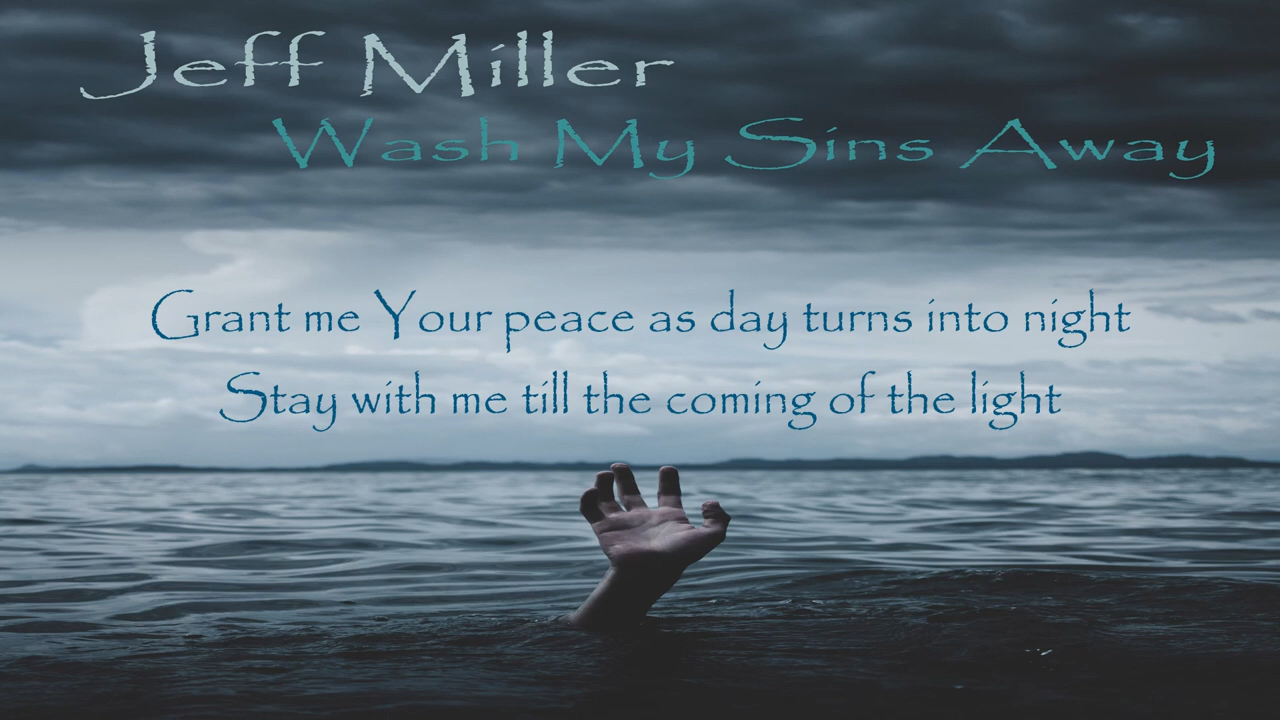 Jeff Miller
Wash My Sins Away
Grant me Your peace as day turns into night
Stay with me till the coming of the light